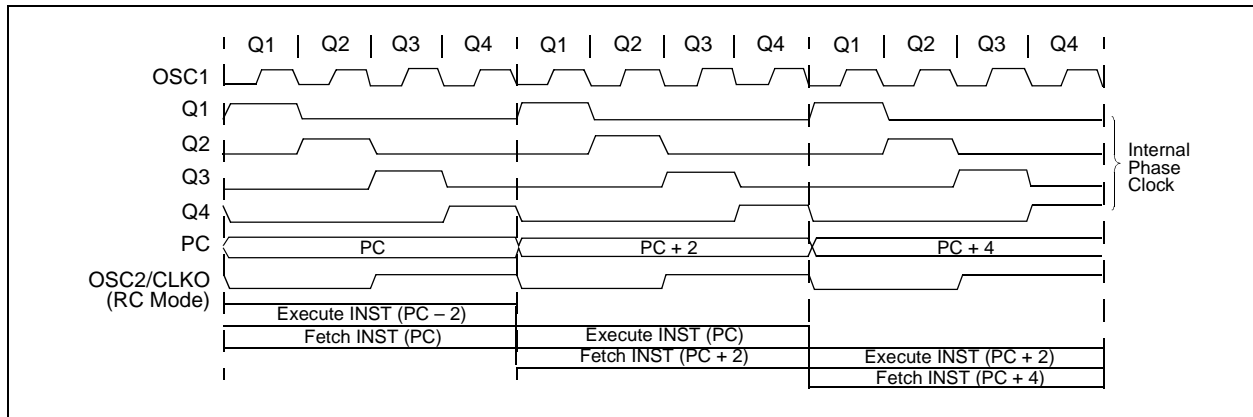 Q1 Q2 Q3 Q4 Q1 Q2 Q3 Q4 Q1 Q2 Q3 Q4
OSC1
Q1
Q2
Q3
Q4
Internal
Phase
Clock
PC PC PC + 2 PC + 4
OSC2/CLKO
(RC Mode)
Execute INST (PC – 2)
Fetch INST (PC) Execute INST (PC)
Fetch INST (PC + 2) Execute INST (PC + 2)
Fetch INST (PC + 4)